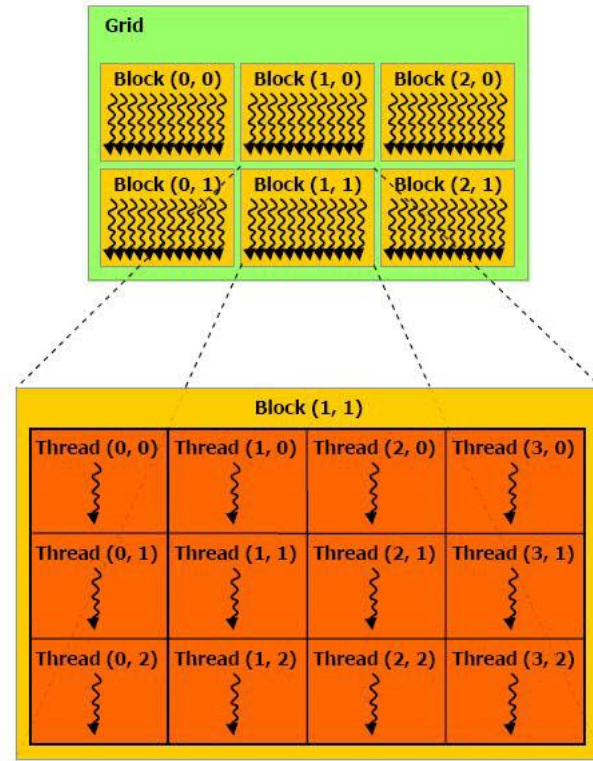 Grid
Block (0, 0) Block (1, 0) Block (2, 0)
Block (0, 1) Block (1, 1) Block (2, 1)
Block (1, 1)
Thread (0, 0) Thread (1, 0) Thread (2, 0) Thread (3, 0)
Thread (0, 1) Thread (1, 1) Thread (2, 1) Thread (3, 1)
Thread (0, 2) Thread (1, 2) Thread (2, 2) Thread (3, 2)